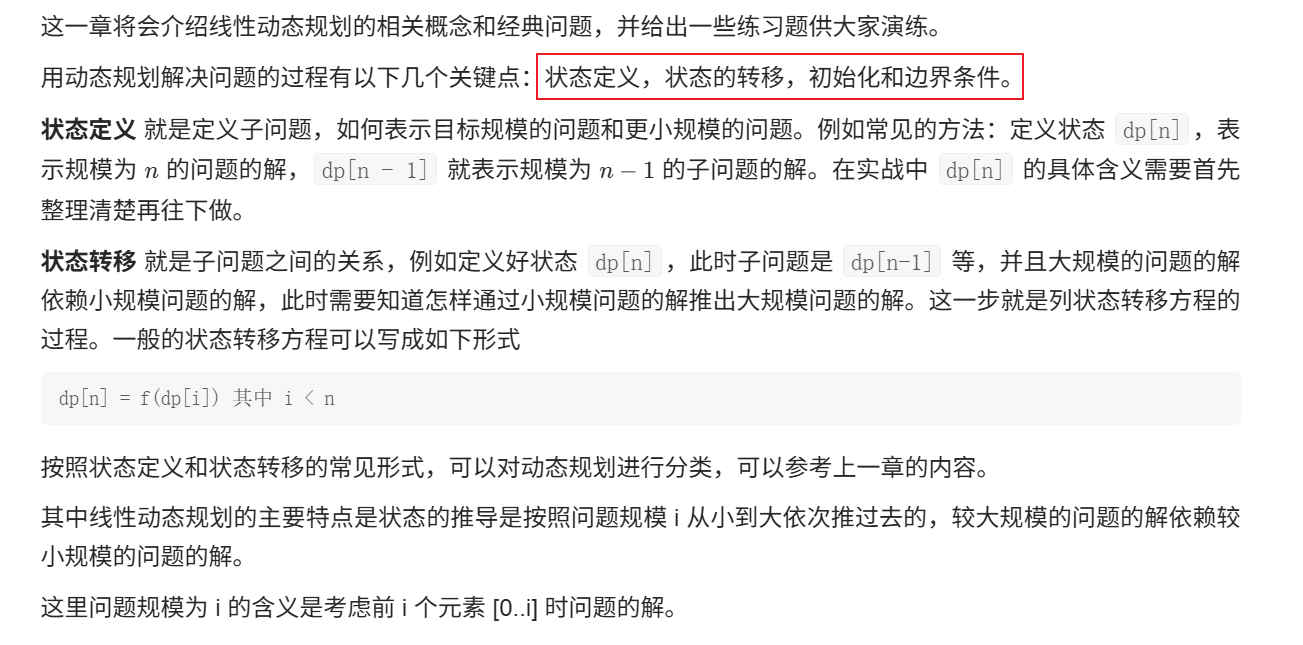 这一章将会介绍线性动态规划的相关概念和经典问题，并给出一些练习题供大家演练。
用动态规划解决问题的过程有以下几个关键点：状态定义，状态的转移，初始化和边界条件。
状态定义 就是定义子问题，如何表示目标规模的问题和更小规模的问题。例如常见的方法：定义状态 dp[n]，表
示规模为 n 的问题的解，dp[n - 1] 就表示规模为 n − 1 的子问题的解。在实战中 dp[n] 的具体含义需要首先
整理清楚再往下做。
状态转移 就是子问题之间的关系，例如定义好状态 dp[n]，此时子问题是 dp[n-1] 等，并且大规模的问题的解
依赖小规模问题的解，此时需要知道怎样通过小规模问题的解推出大规模问题的解。这一步就是列状态转移方程的
过程。一般的状态转移方程可以写成如下形式
dp[n] = f(dp[i]) 其中 i < n
按照状态定义和状态转移的常见形式，可以对动态规划进行分类，可以参考上一章的内容。
其中线性动态规划的主要特点是状态的推导是按照问题规模 i 从小到大依次推过去的，较大规模的问题的解依赖较
小规模的问题的解。
这里问题规模为 i 的含义是考虑前 i 个元素 [0..i] 时问题的解。